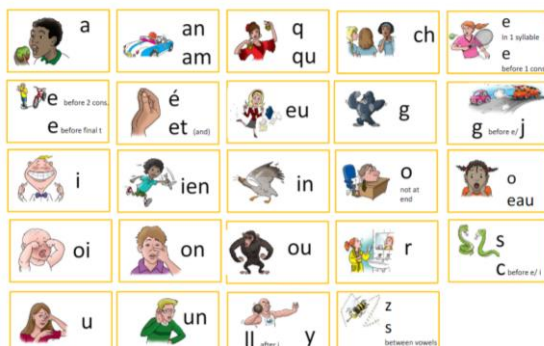 a
an
am
q
qu
ch
e
in 1 syllable
e
before 1 cons
e before 2 cons.
e before final t
é
et (and)
eu
g
g before e/ j
i
ien
in
o
not at
end
o
eau
oi
on
ou
r
s
c before e/ i
u
un
ll after i y
z
s
between vowels